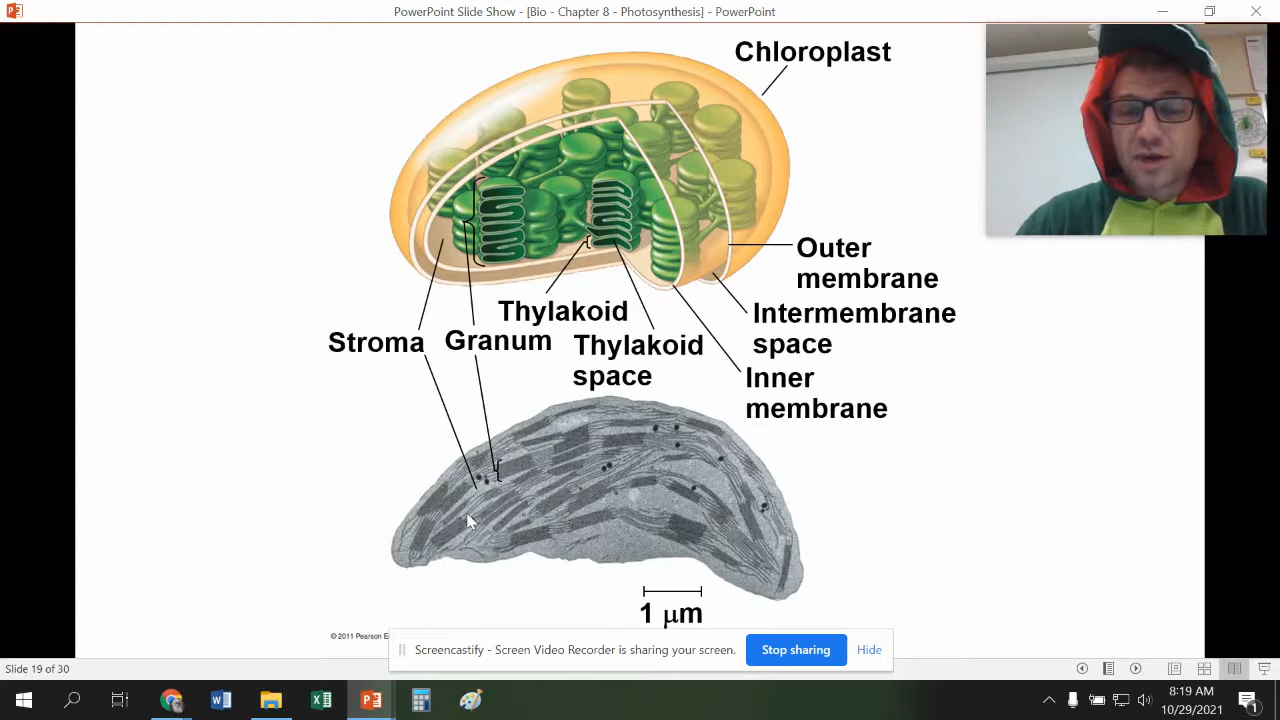 PowerPoint Slide Show - [Bio - Chapter 8 - Photosynthesis] - PowerPoint
Chloroplast
Outer
membrane
Intermembrane
space
Inner
membrane
Thylakoid
Stroma
Granum
Thylakoid
space
1 μm
© 2011 Pearson E
Screencastify - Screen Video Recorder is sharing your screen.
Stop sharing
Hide
Slide 19 of 30
8:19 AM
10/29/2021
1